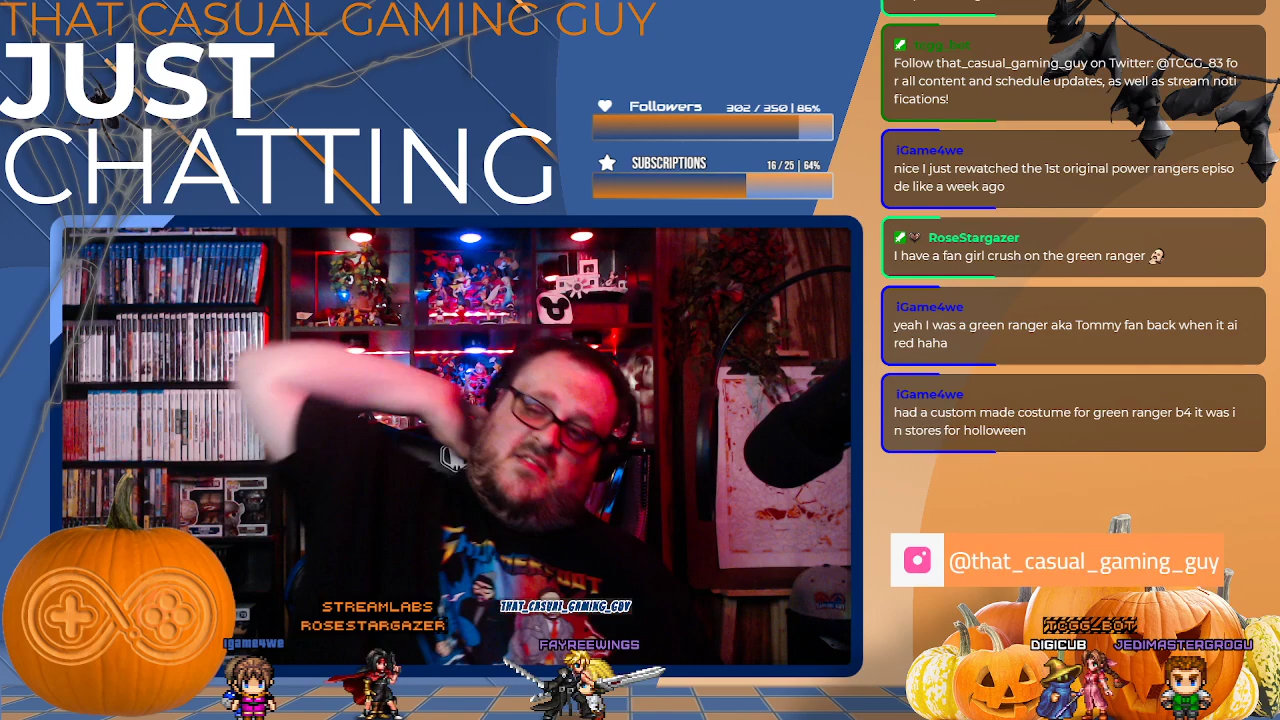 THAT CASUAL GAMING GUY
JUST
CHATTING
Followers 302 / 350 | 86%
SUBSCRIPTIONS 16 / 25 | 64%
tcgg_bot
Follow that_casual_gaming_guy on Twitter: @TCGG_83 fo
r all content and schedule updates, as well as stream noti
fications!
iGame4we
nice I just rewatched the 1st original power rangers episo
de like a week ago
RoseStargazer
I have a fan girl crush on the green ranger
iGame4we
yeah I was a green ranger aka Tommy fan back when it ai
red haha
iGame4we
had a custom made costume for green ranger b4 it was i
n stores for holloween
@that_casual_gaming_guy
STREAMLABS
ROSESTARGAZER
THAT_CASUAL_GAMING_GUY
IGAME4WE
FAYREEWINGS
TCGG_BOT
DIGICUB
JEDIMASTERGROGU